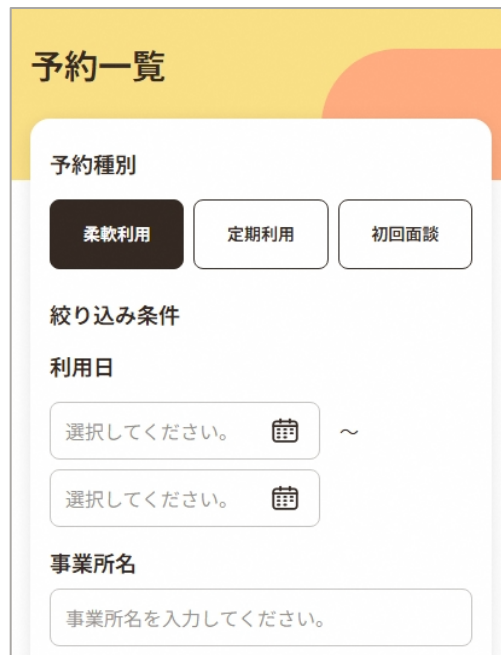 予約一覧
予約種別
柔軟利用 定期利用 初回面談
絞り込み条件
利用日
選択してください。 ～
選択してください。
事業所名
事業所名を入力してください。